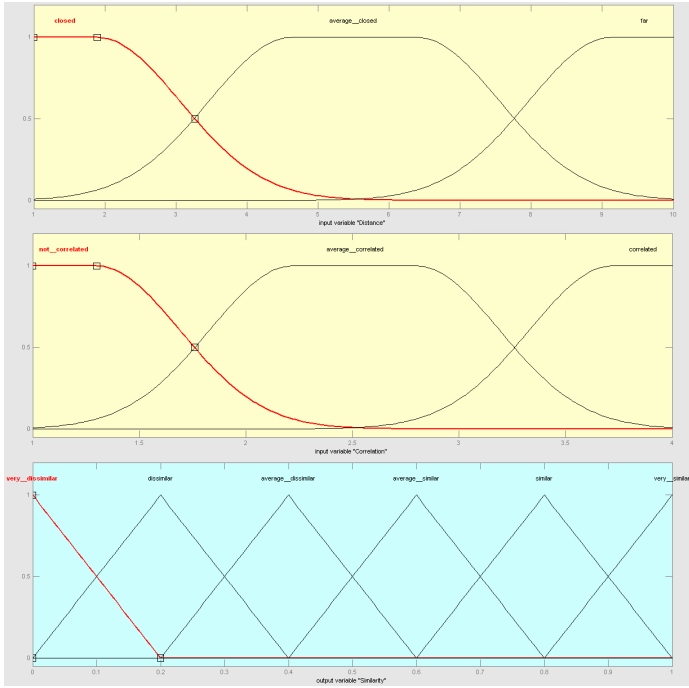 closed average__closed far
1
0.5
0
1 2 3 4 5 6 7 8 9 10
input variable "Distance"
not__correlated average__correlated correlated
1
0.5
0
1 1.5 2 2.5 3 3.5 4
input variable "Correlation"
very__dissimilar dissimilar average__dissimilar average__similar similar very__similar
1
0.5
0
0 0.1 0.2 0.3 0.4 0.5 0.6 0.7 0.8 0.9 1
output variable "Similarity"